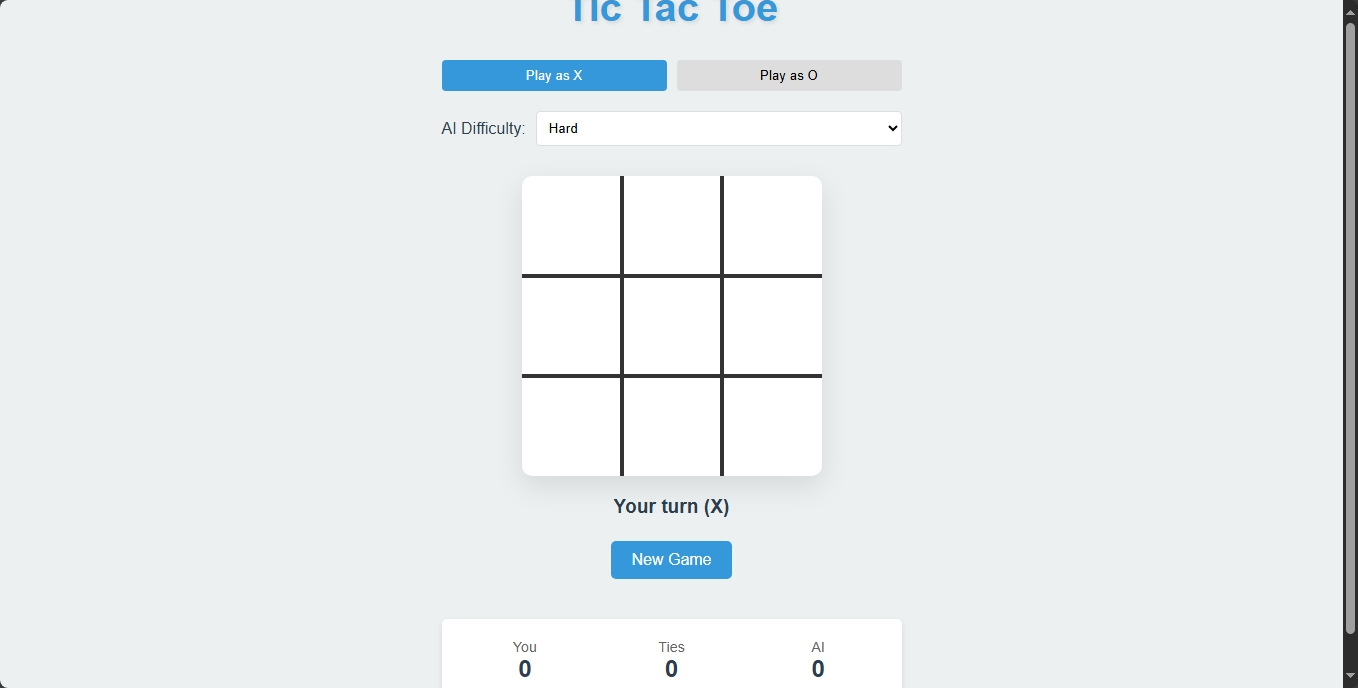 Tic Tac Toe
Play as X
Play as O
AI Difficulty:
Hard
Your turn (X)
New Game
You
Ties
AI
0
0
0